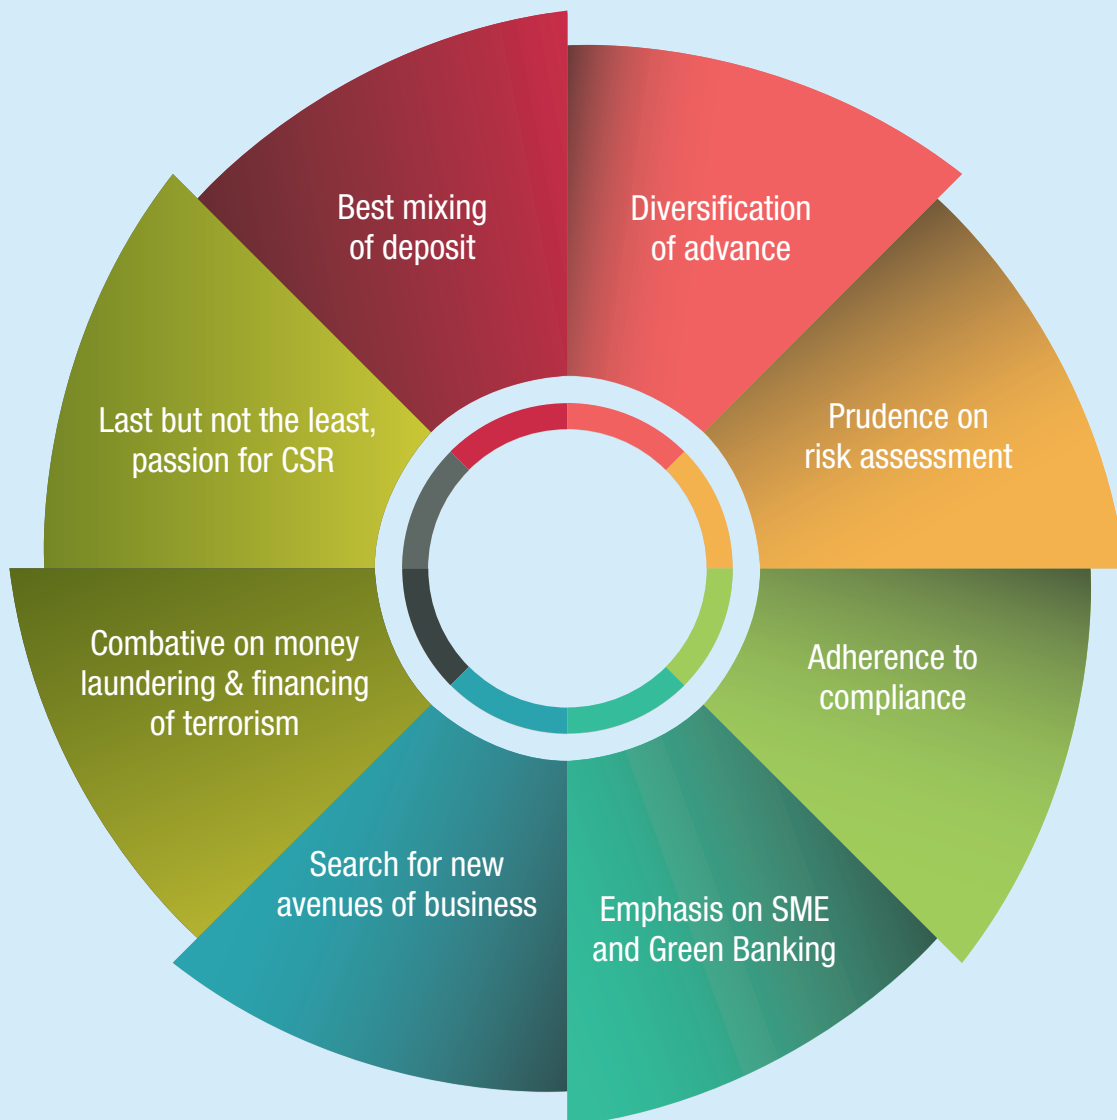 Best mixing
of deposit
Diversification
of advance
Prudence on
risk assessment
Adherence to
compliance
Emphasis on SME
and Green Banking
Search for new
avenues of business
Combative on money
laundering & financing
of terrorism
Last but not the least,
passion for CSR